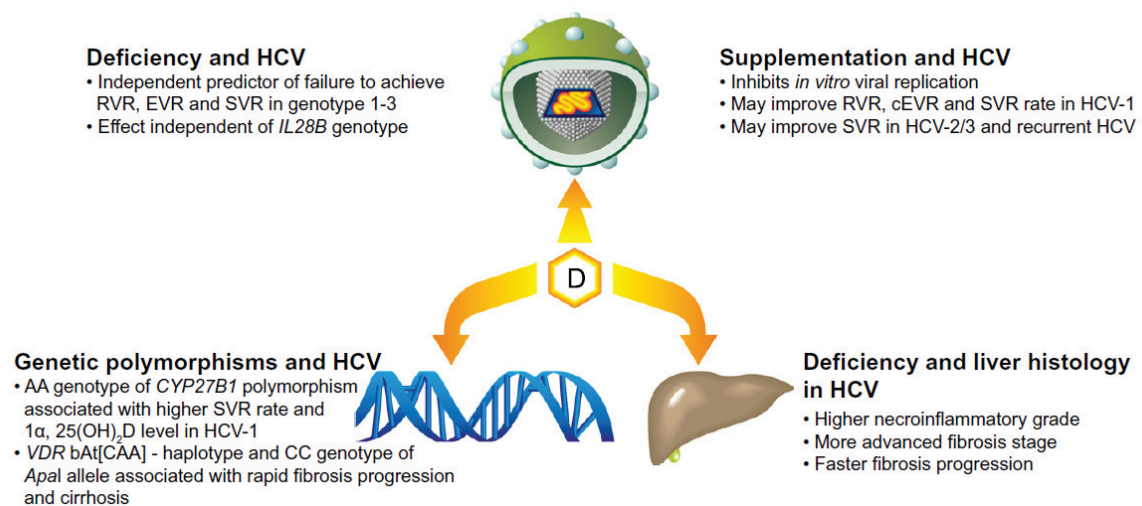 Deficiency and HCV
• Independent predictor of failure to achieve
RVR, EVR and SVR in genotype 1-3
• Effect independent of IL28B genotype
Supplementation and HCV
• Inhibits in vitro viral replication
• May improve RVR, cEVR and SVR rate in HCV-1
• May improve SVR in HCV-2/3 and recurrent HCV
D
Genetic polymorphisms and HCV
• AA genotype of CYP27B1 polymorphism
associated with higher SVR rate and
1α, 25(OH)₂D level in HCV-1
• VDR bAt[CAA] - haplotype and CC genotype of
ApaI allele associated with rapid fibrosis progression
and cirrhosis
Deficiency and liver histology
in HCV
• Higher necroinflammatory grade
• More advanced fibrosis stage
• Faster fibrosis progression